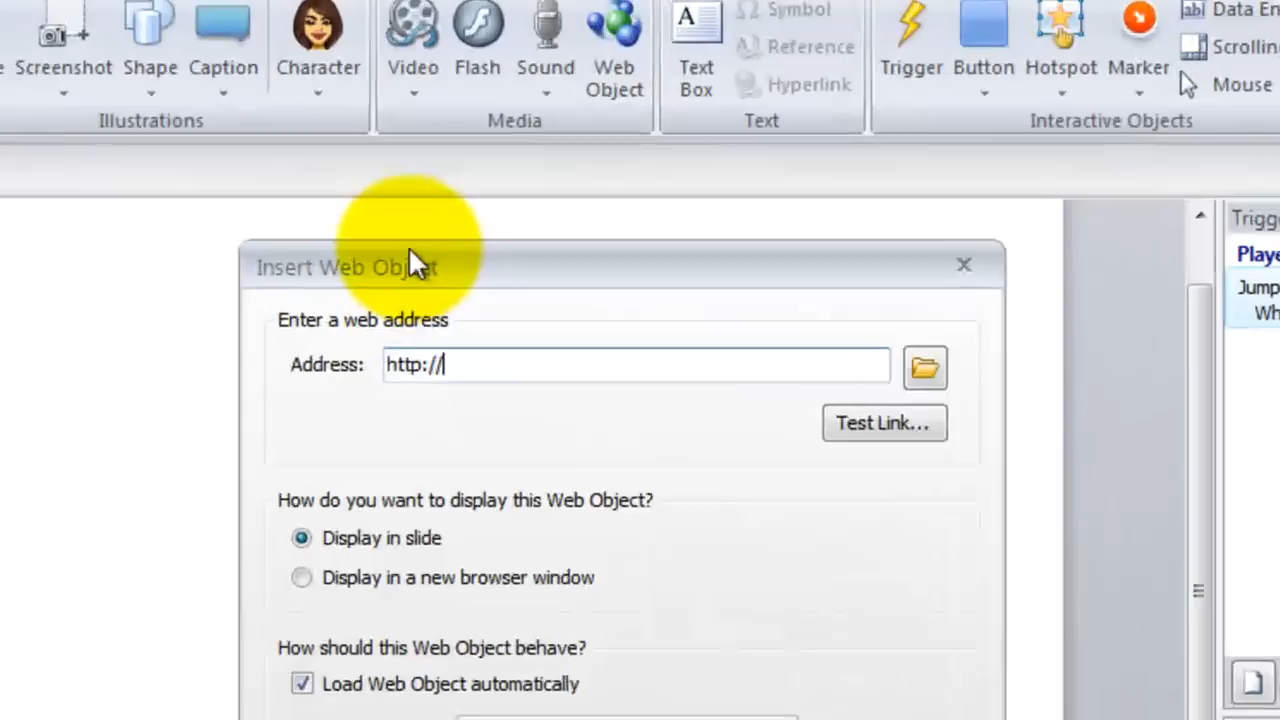 Screenshot Shape Caption Character Video Flash Sound Web Object Text Box Symbol Reference Hyperlink Trigger Button Hotspot Marker Data En Scrollin Mouse
Illustrations Media Text Interactive Objects
Insert Web Object
Enter a web address
Address: http://
Test Link...
How do you want to display this Web Object?
Display in slide
Display in a new browser window
How should this Web Object behave?
Load Web Object automatically
Trigg
Playe
Jump
Wh